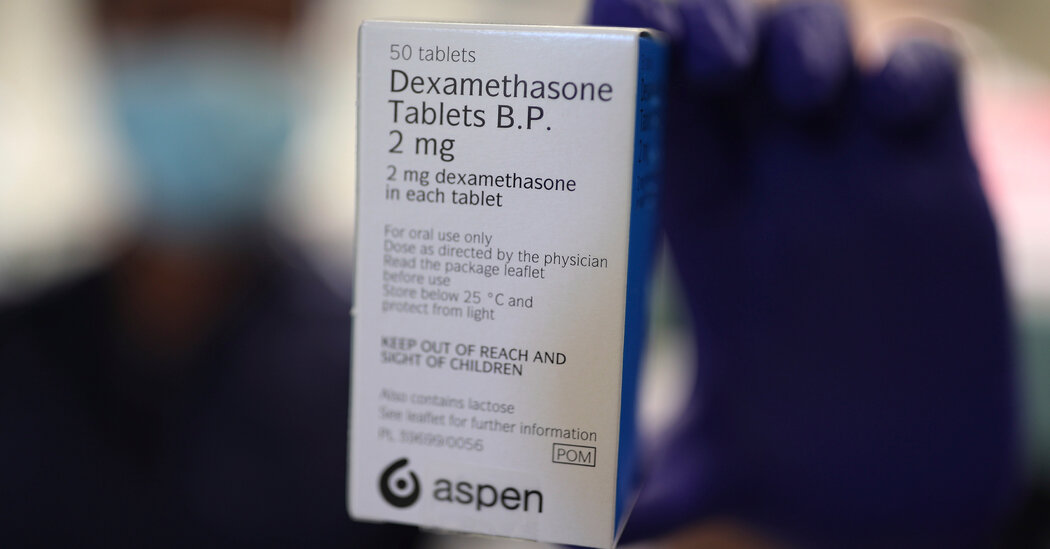 50 tablets
Dexamethasone
Tablets B.P.
2 mg
2 mg dexamethasone
in each tablet
For oral use only
Dose as directed by the physician
Read the package leaflet
before use
Store below 25 °C and
protect from light
KEEP OUT OF REACH AND
SIGHT OF CHILDREN
Also contains lactose
See leaflet for further information
PL 39699/0056
POM
aspen